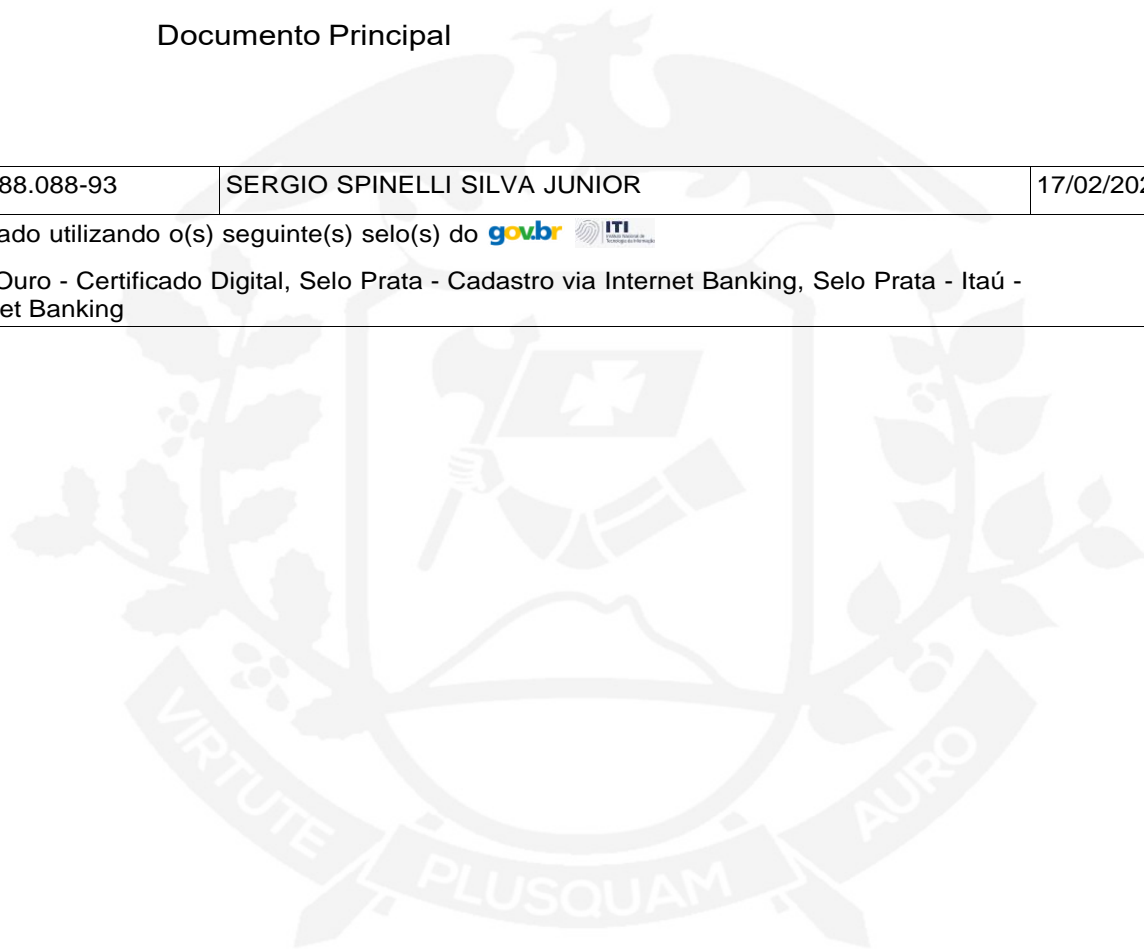 Documento Principal
88.088-93 SERGIO SPINELLI SILVA JUNIOR 17/02/202
ado utilizando o(s) seguinte(s) selo(s) do gov.br ITI
Ouro - Certificado Digital, Selo Prata - Cadastro via Internet Banking, Selo Prata - Itaú -
et Banking
VIRTUTE PLUSQUAM AURO